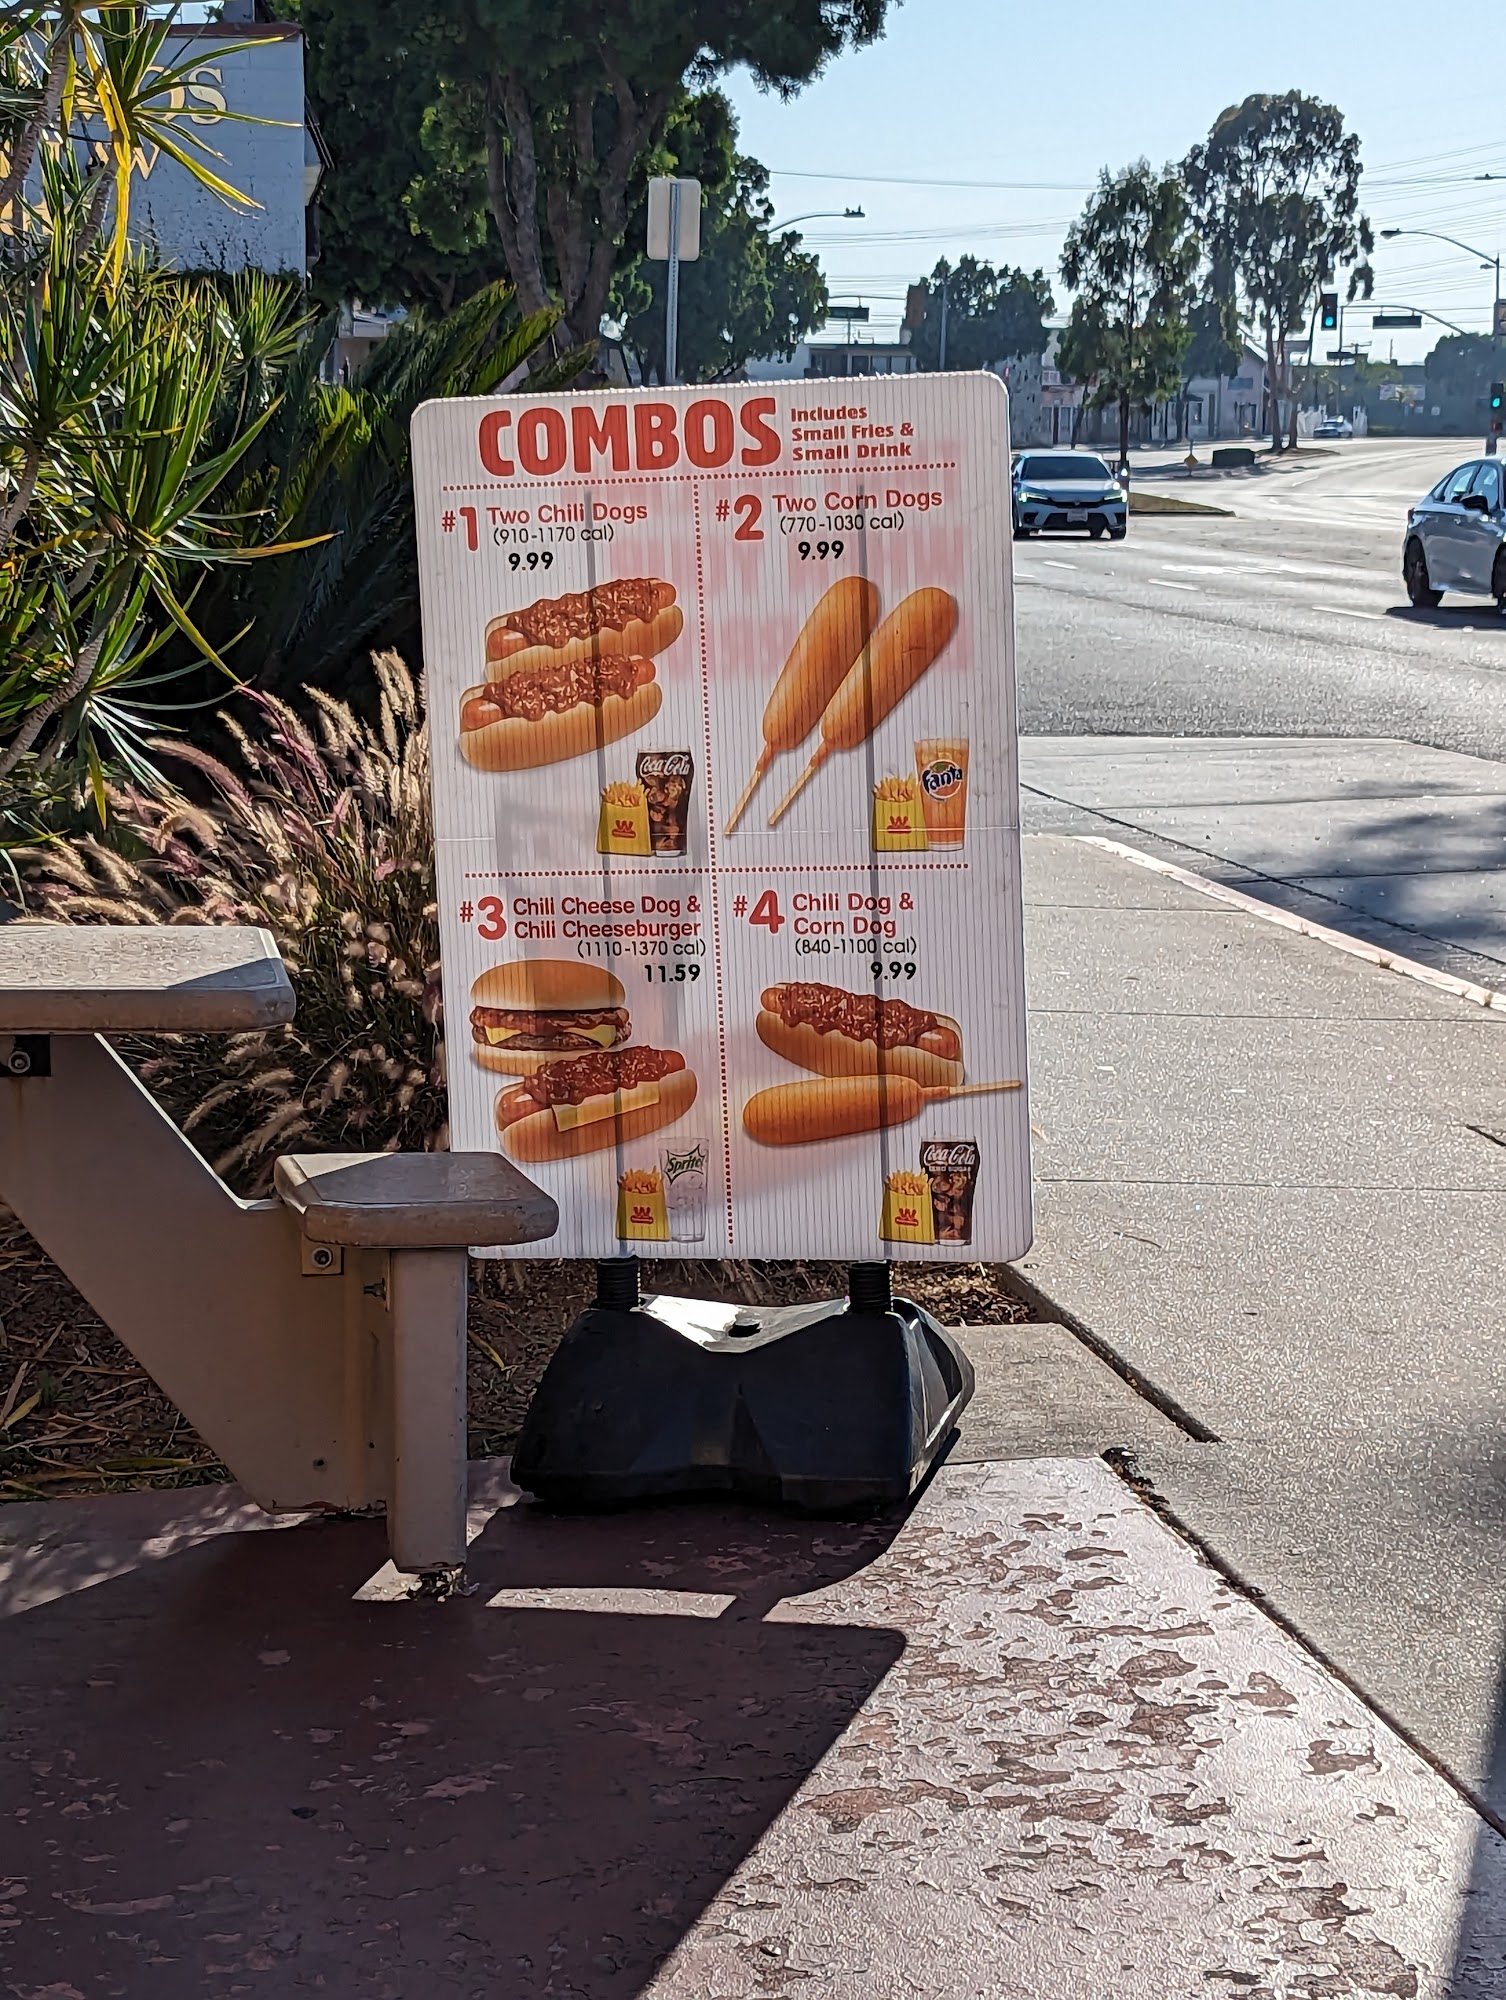 COMBOS
Includes
Small Fries &
Small Drink
#1 Two Chili Dogs
(910-1170 cal)
9.99
Coca-Cola
W
#2 Two Corn Dogs
(770-1030 cal)
9.99
Fanta
W
#3 Chili Cheese Dog &
Chili Cheeseburger
(1110-1370 cal)
11.59
Sprite
W
#4 Chili Dog &
Corn Dog
(840-1100 cal)
9.99
Coca-Cola
ZERO SUGAR
W